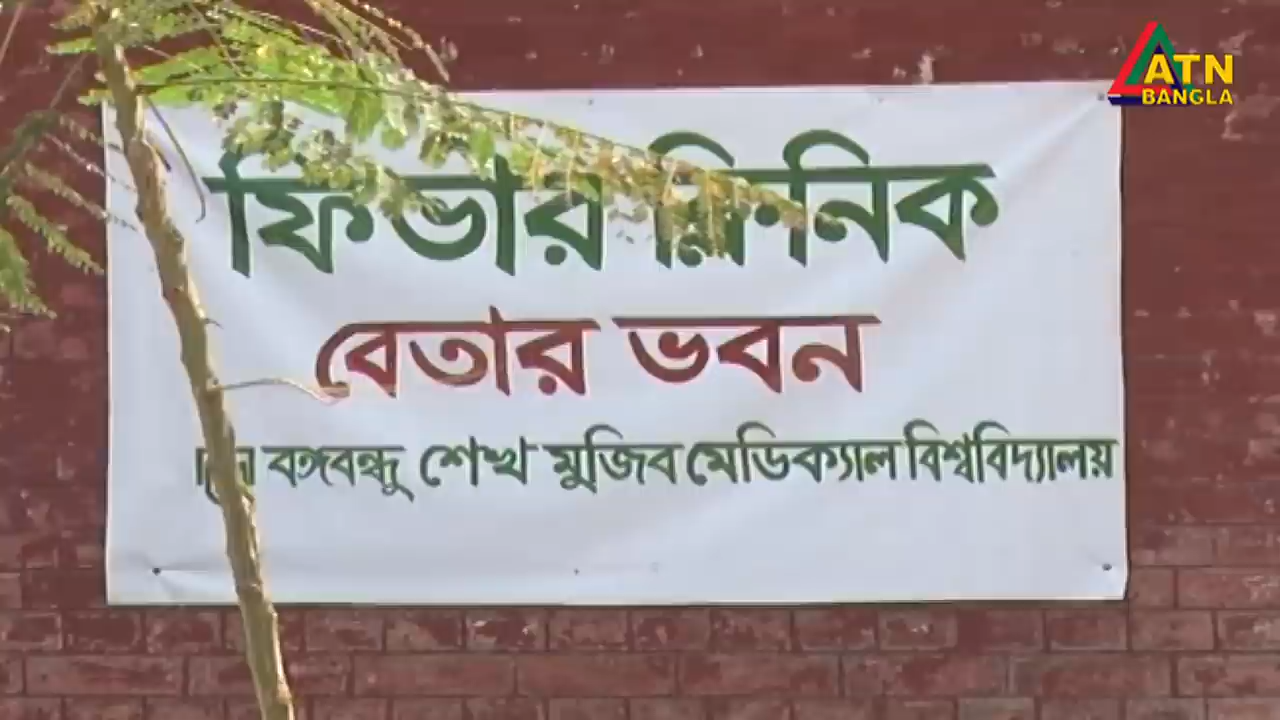 ATN
BANGLA
ফিভার ক্লিনিক
বেতার ভবন
বঙ্গবন্ধু শেখ মুজিব মেডিক্যাল বিশ্ববিদ্যালয়